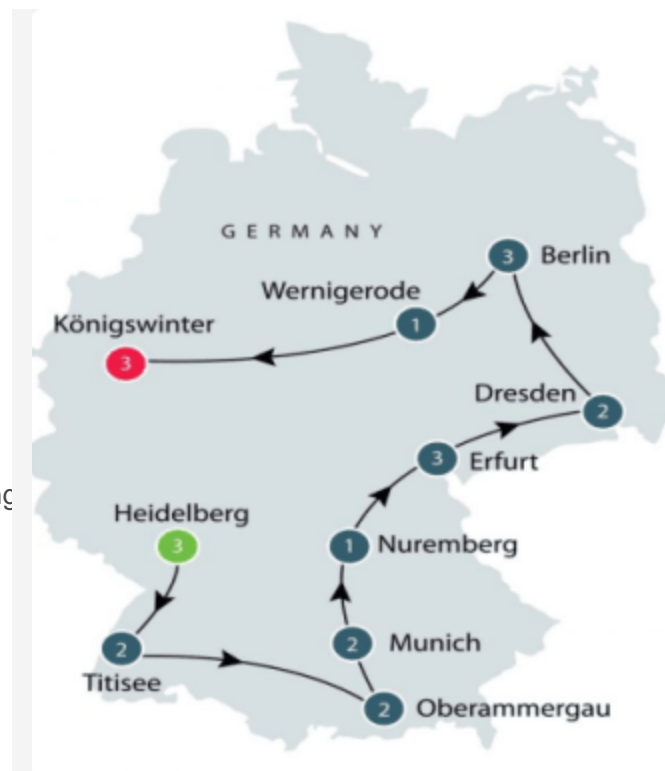 GERMANY
3 Berlin
Wernigerode
1
Königswinter
3
Dresden
2
3 Erfurt
Heidelberg
3
1 Nuremberg
2 Munich
2
Titisee
2 Oberammergau